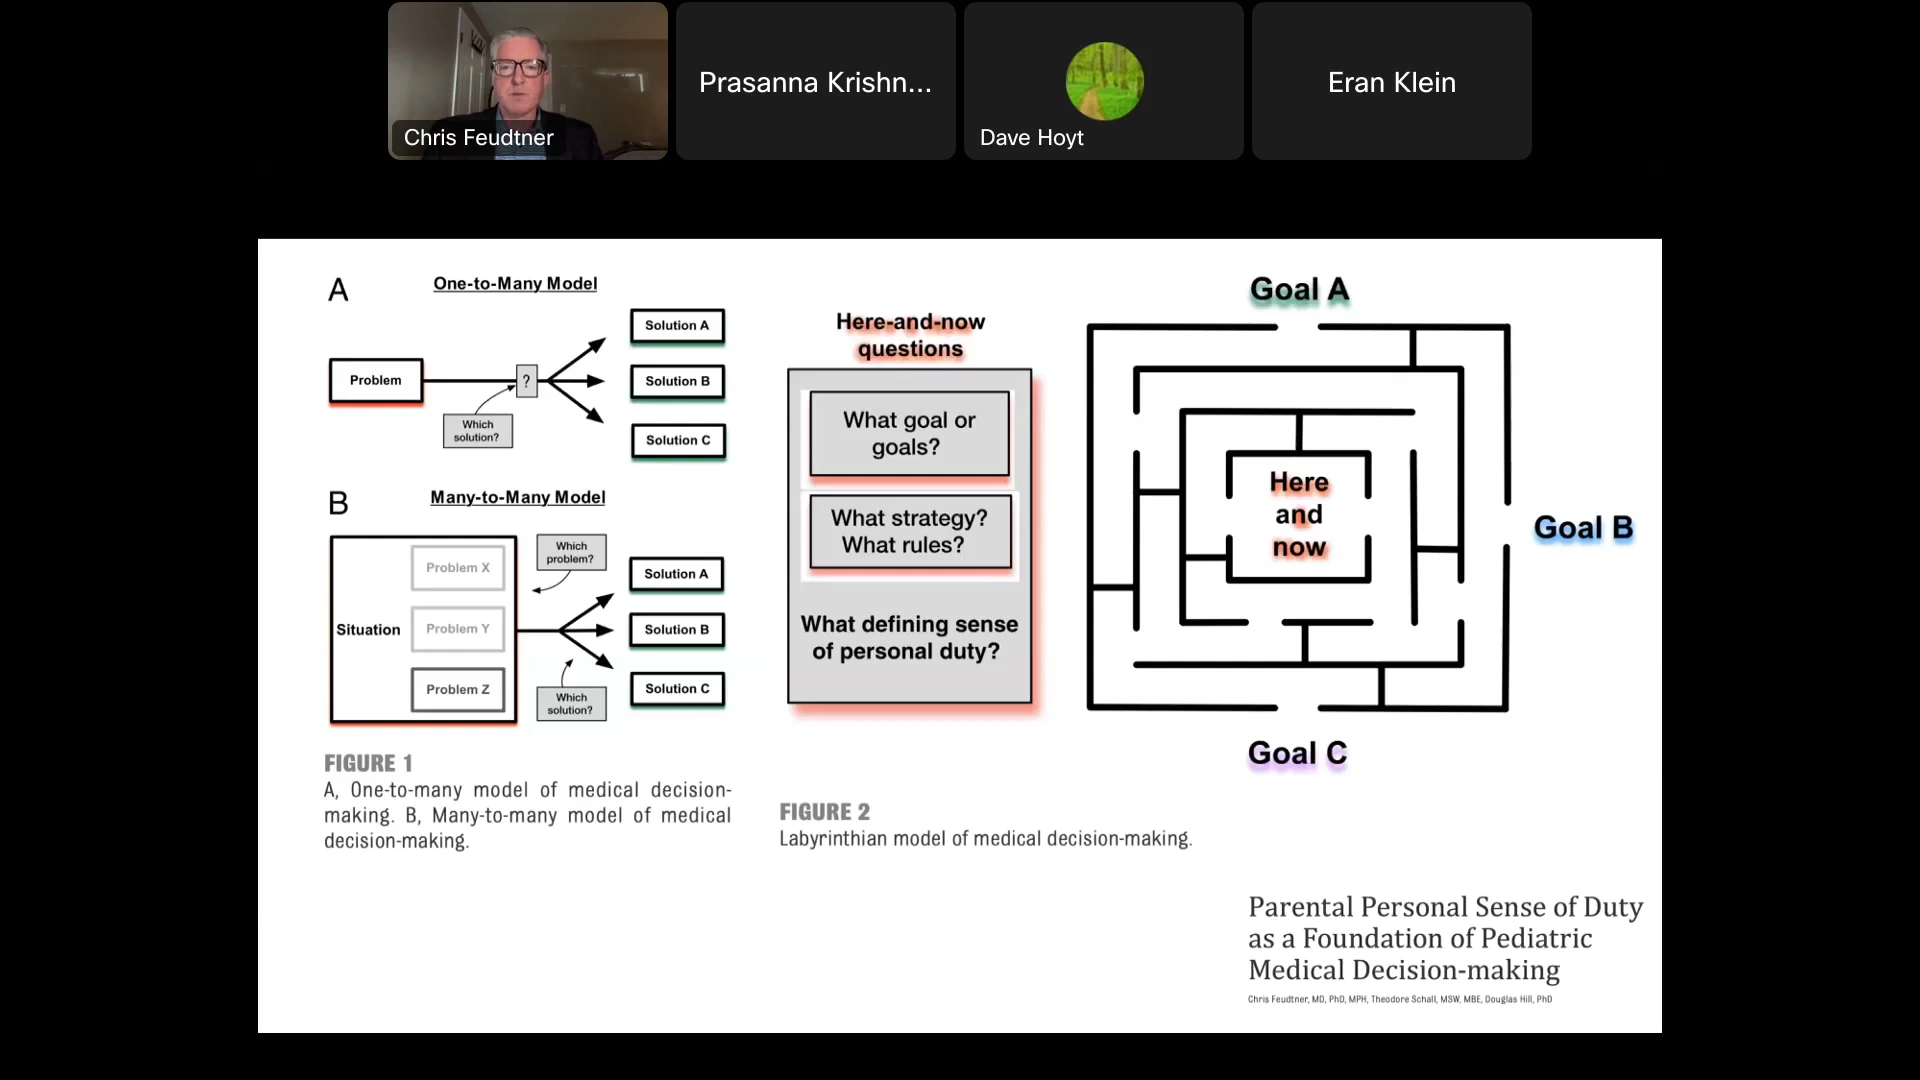 Chris Feudtner
Prasanna Krishn...
Dave Hoyt
Eran Klein
A
One-to-Many Model
Problem
?
Which
solution?
Solution A
Solution B
Solution C
B
Many-to-Many Model
Situation
Problem X
Problem Y
Problem Z
Which
problem?
Which
solution?
Solution A
Solution B
Solution C
FIGURE 1
A, One-to-many model of medical decision-
making. B, Many-to-many model of medical
decision-making.
Here-and-now
questions
What goal or
goals?
What strategy?
What rules?
What defining sense
of personal duty?
Goal A
Here
and
now
Goal B
Goal C
FIGURE 2
Labyrinthian model of medical decision-making.
Parental Personal Sense of Duty
as a Foundation of Pediatric
Medical Decision-making
Chris Feudtner, MD, PhD, MPH, Theodore Schall, MSW, MBE, Douglas Hill, PhD